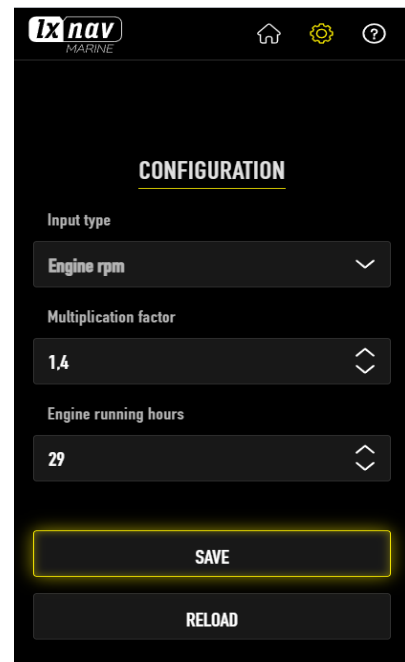 lx nav
MARINE
CONFIGURATION
Input type
Engine rpm
Multiplication factor
1,4
Engine running hours
29
SAVE
RELOAD